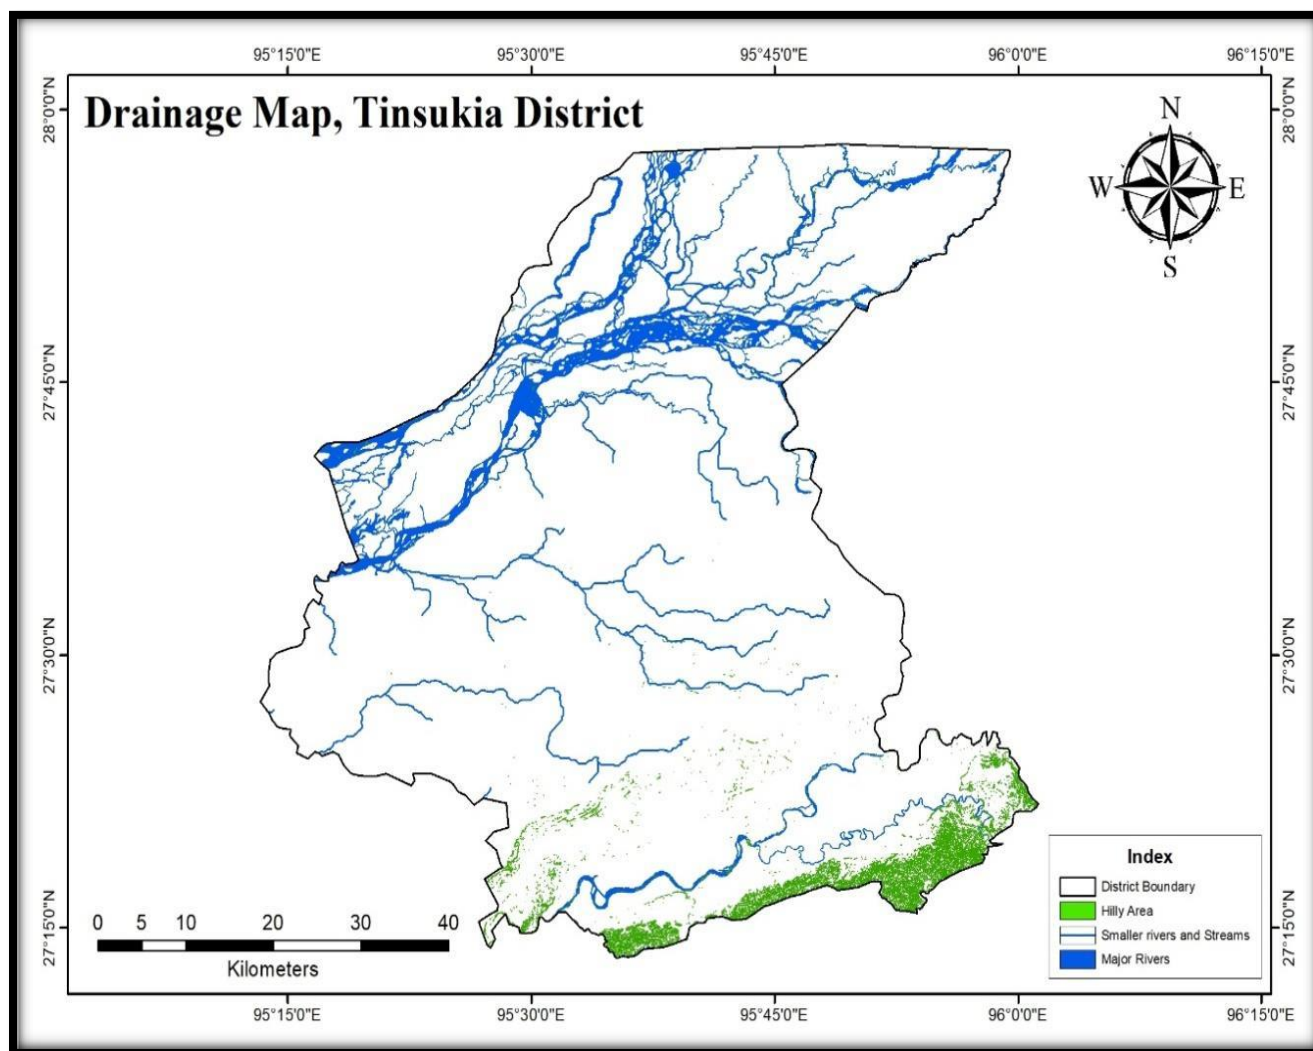 95°15'0"E 95°30'0"E 95°45'0"E 96°0'0"E 96°15'0"E
Drainage Map, Tinsukia District
28°0'0"N 28°0'0"N
N
W E
S
27°45'0"N 27°45'0"N
27°30'0"N 27°30'0"N
27°15'0"N 27°15'0"N
Index
District Boundary
Hilly Area
Smaller rivers and Streams
Major Rivers
0 5 10 20 30 40
Kilometers
95°15'0"E 95°30'0"E 95°45'0"E 96°0'0"E 96°15'0"E